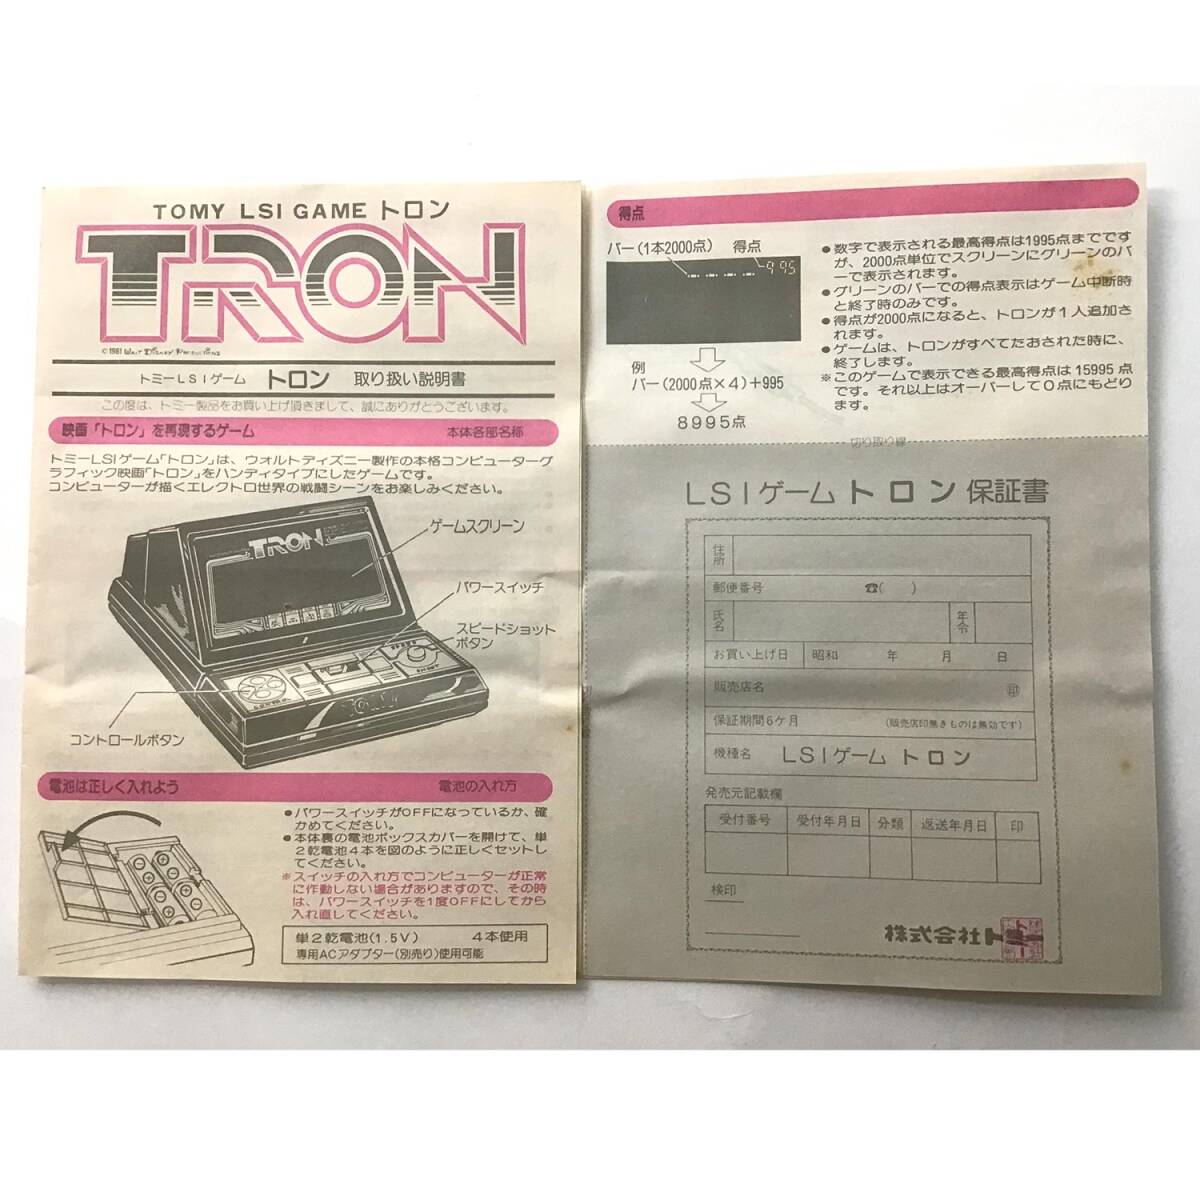 TOMY LSI GAME トロン
TRON
©1981 WALT DISNEY PRODUCTIONS
トミーLSIゲーム トロン 取り扱い説明書
この度は、トミー製品をお買い上げ頂きまして、誠にありがとうございます。
映画「トロン」を再現するゲーム 本体各部名称
トミーLSIゲーム「トロン」は、ウォルトディズニー製作の本格コンピューターグ
ラフィック映画「トロン」をハンディタイプにしたゲームです。
コンピューターが描くエレクトロ世界の戦闘シーンをお楽しみください。
ゲームスクリーン
TRON
パワースイッチ
スピードショット
ボタン
TRON
コントロールボタン
電池は正しく入れよう 電池の入れ方
●パワースイッチがOFFになっているか、確
かめてください。
●本体裏の電池ボックスカバーを開けて、単
2乾電池4本を図のように正しくセットし
てください。
※スイッチの入れ方でコンピューターが正常
に作動しない場合がありますので、その時
は、パワースイッチを1度OFFにしてから
入れ直してください。
単2乾電池(1.5V) 4本使用
専用ACアダプター(別売り)使用可能
得点
バー(1本2000点) 得点
995
例
バー(2000点×4)+995
8995点
●数字で表示される最高得点は1995点までです
が、2000点単位でスクリーンにグリーンのバ
ーで表示されます。
●グリーンのバーでの得点表示はゲーム中断時
と終了時のみです。
●得点が2000点になると、トロンが1人追加さ
れます。
●ゲームは、トロンがすべてたおされた時に、
終了します。
※このゲームで表示できる最高得点は15995点
です。それ以上はオーバーして0点にもどり
ます。
切り取り線
LSIゲーム トロン 保証書
住所
郵便番号 ☎( )
氏名 年令
お買い上げ日 昭和 年 月 日
販売店名 ㊞
保証期間6ケ月 (販売店印無きものは無効です)
機種名 LSIゲーム トロン
発売元記載欄
受付番号 受付年月日 分類 返送年月日 印
検印
株式会社トミー